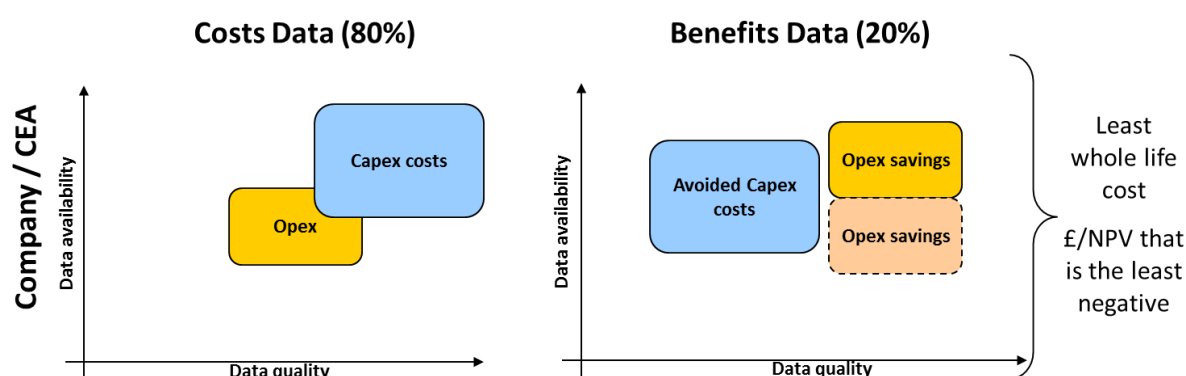 Costs Data (80%)
Benefits Data (20%)
Company / CEA
Data availability
Capex costs
Opex
Data quality
Data availability
Avoided Capex
costs
Opex savings
Opex savings
Data quality
Least
whole life
cost
£/NPV that
is the least
negative